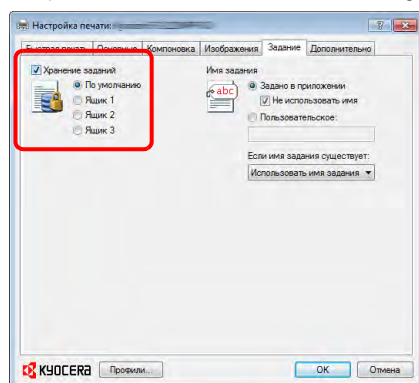 Настройка печати:
Быстрая печать Основные Компоновка Изображения Задание Дополнительно
Хранение заданий
По умолчанию
Ящик 1
Ящик 2
Ящик 3
Имя задания
abc
Задано в приложении
Не использовать имя
Пользовательское:
Если имя задания существует:
Использовать имя задания
KYOCERA Профили... OK Отмена